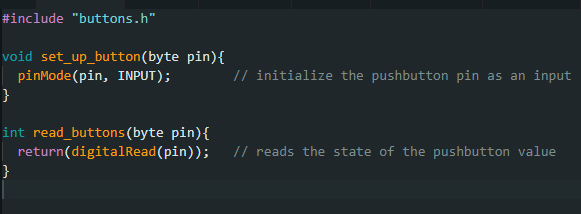 #include "buttons.h"
void set_up_button(byte pin){
pinMode(pin, INPUT);        // initialize the pushbutton pin as an input
}
int read_buttons(byte pin){
return(digitalRead(pin));   // reads the state of the pushbutton value
}